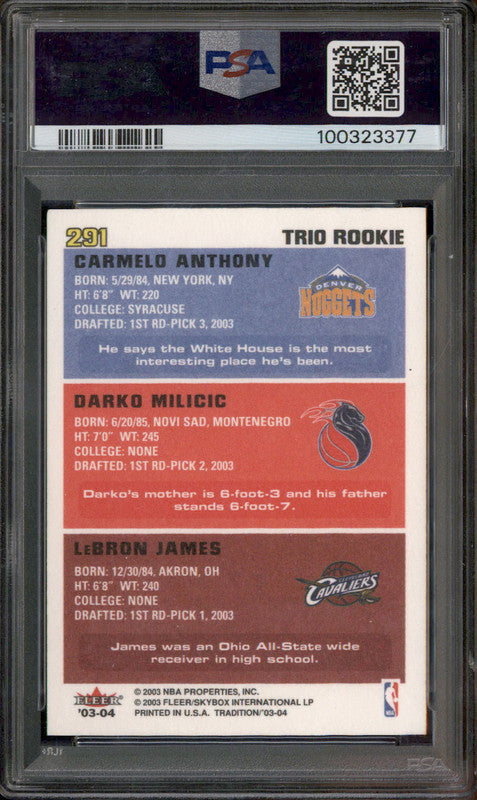 PSA
100323377
291 TRIO ROOKIE
CARMELO ANTHONY
BORN: 5/29/84, NEW YORK, NY
HT: 6'8" WT: 220
COLLEGE: SYRACUSE
DRAFTED: 1ST RD-PICK 3, 2003
DENVER
NUGGETS
He says the White House is the most
interesting place he's been.
DARKO MILICIC
BORN: 6/20/85, NOVI SAD, MONTENEGRO
HT: 7'0" WT: 245
COLLEGE: NONE
DRAFTED: 1ST RD-PICK 2, 2003
Darko's mother is 6-foot-3 and his father
stands 6-foot-7.
LeBRON JAMES
BORN: 12/30/84, AKRON, OH
HT: 6'8" WT: 240
COLLEGE: NONE
DRAFTED: 1ST RD-PICK 1, 2003
CLEVELAND
CAVALIERS
James was an Ohio All-State wide
receiver in high school.
FLEER
'03-04
© 2003 NBA PROPERTIES, INC.
© 2003 FLEER/SKYBOX INTERNATIONAL LP
PRINTED IN U.S.A. TRADITION/'03-04
NBA
PSA